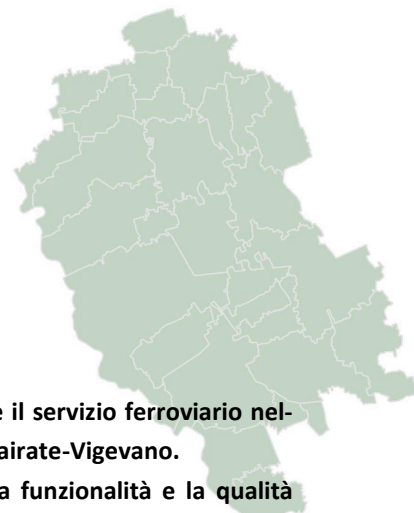 e il servizio ferroviario nel-
airate-Vigevano.
a funzionalità e la qualità